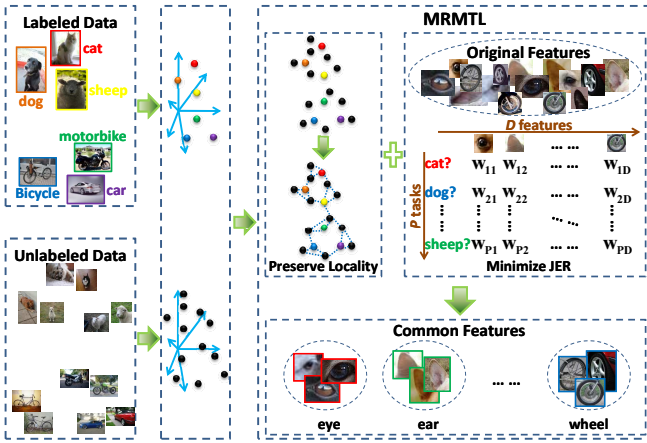 Labeled Data
cat
dog
sheep
motorbike
Bicycle
car
Unlabeled Data
MRMTL
Preserve Locality
Original Features
D features
P tasks
cat? W11 W12 ... ... W1D
dog? W21 W22 ... ... W2D
sheep? WP1 WP2 ... ... WPD
Minimize JER
Common Features
... ...
eye ear wheel